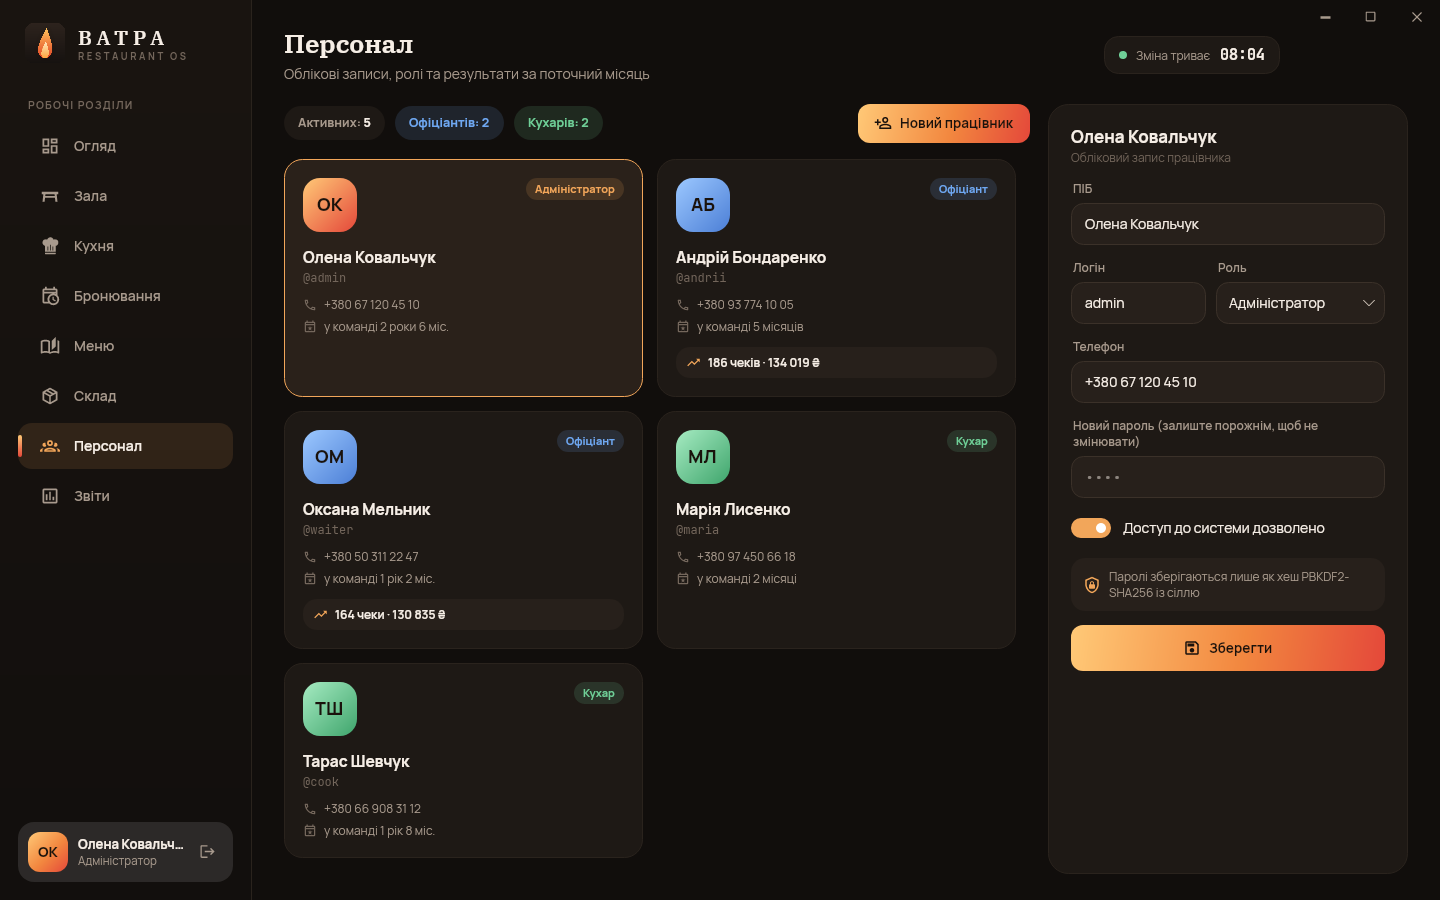 ВАТРА
RESTAURANT OS
РОБОЧІ РОЗДІЛИ
Огляд
Зала
Кухня
Бронювання
Меню
Склад
Персонал
Звіти
ОК
Олена Ковальч...
Адміністратор
Персонал
Облікові записи, ролі та результати за поточний місяць
Зміна триває 08:04
Активних: 5
Офіціантів: 2
Кухарів: 2
Новий працівник
ОК
Адміністратор
Олена Ковальчук
@admin
+380 67 120 45 10
у команді 2 роки 6 міс.
АБ
Офіціант
Андрій Бондаренко
@andrii
+380 93 774 10 05
у команді 5 місяців
186 чеків · 134 019 ₴
ОМ
Офіціант
Оксана Мельник
@waiter
+380 50 311 22 47
у команді 1 рік 2 міс.
164 чеки · 130 835 ₴
МЛ
Кухар
Марія Лисенко
@maria
+380 97 450 66 18
у команді 2 місяці
ТШ
Кухар
Тарас Шевчук
@cook
+380 66 908 31 12
у команді 1 рік 8 міс.
Олена Ковальчук
Обліковий запис працівника
ПІБ
Олена Ковальчук
Логін
Роль
admin
Адміністратор
Телефон
+380 67 120 45 10
Новий пароль (залиште порожнім, щоб не
змінювати)
••••
Доступ до системи дозволено
Паролі зберігаються лише як хеш PBKDF2-
SHA256 із сіллю
Зберегти